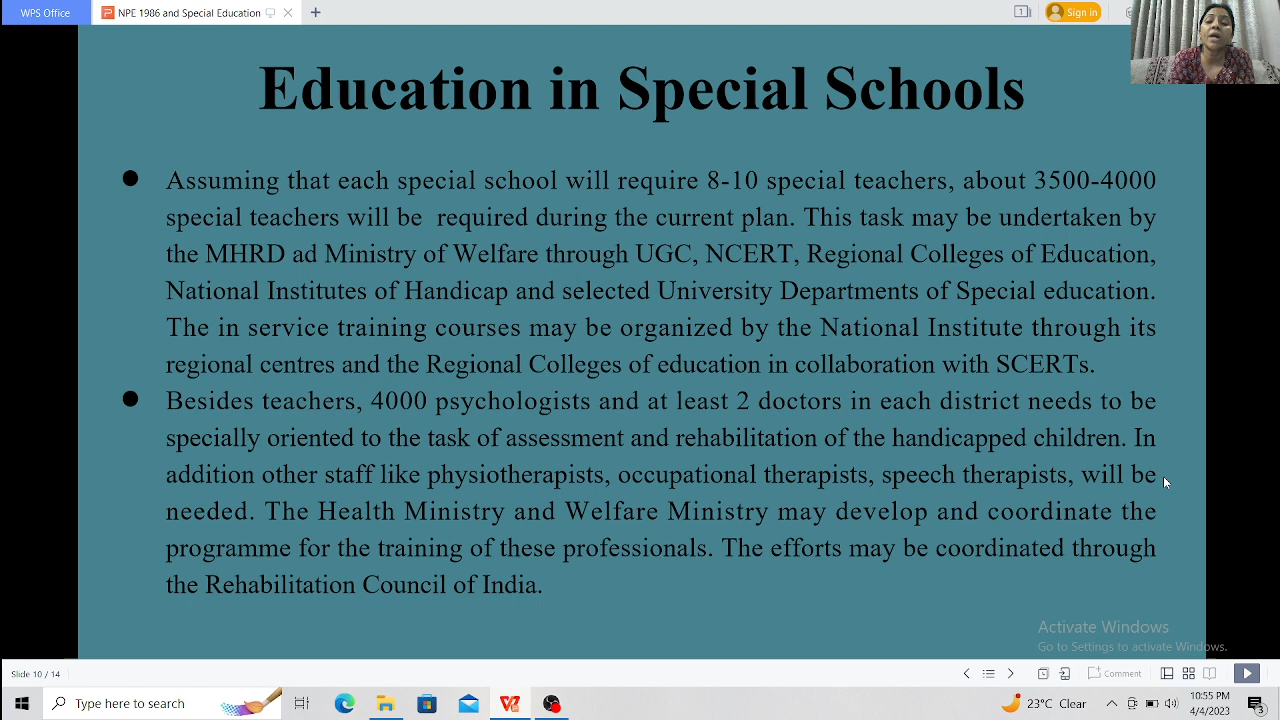 WPS Office
NPE 1986 and Special Education
Sign in
Education in Special Schools
● Assuming that each special school will require 8-10 special teachers, about 3500-4000
special teachers will be required during the current plan. This task may be undertaken by
the MHRD ad Ministry of Welfare through UGC, NCERT, Regional Colleges of Education,
National Institutes of Handicap and selected University Departments of Special education.
The in service training courses may be organized by the National Institute through its
regional centres and the Regional Colleges of education in collaboration with SCERTs.
● Besides teachers, 4000 psychologists and at least 2 doctors in each district needs to be
specially oriented to the task of assessment and rehabilitation of the handicapped children. In
addition other staff like physiotherapists, occupational therapists, speech therapists, will be
needed. The Health Ministry and Welfare Ministry may develop and coordinate the
programme for the training of these professionals. The efforts may be coordinated through
the Rehabilitation Council of India.
Activate Windows
Go to Settings to activate Windows.
Slide 10 / 14
Comment
Type here to search
23°C Clear
10:55 PM
4/4/2023
3